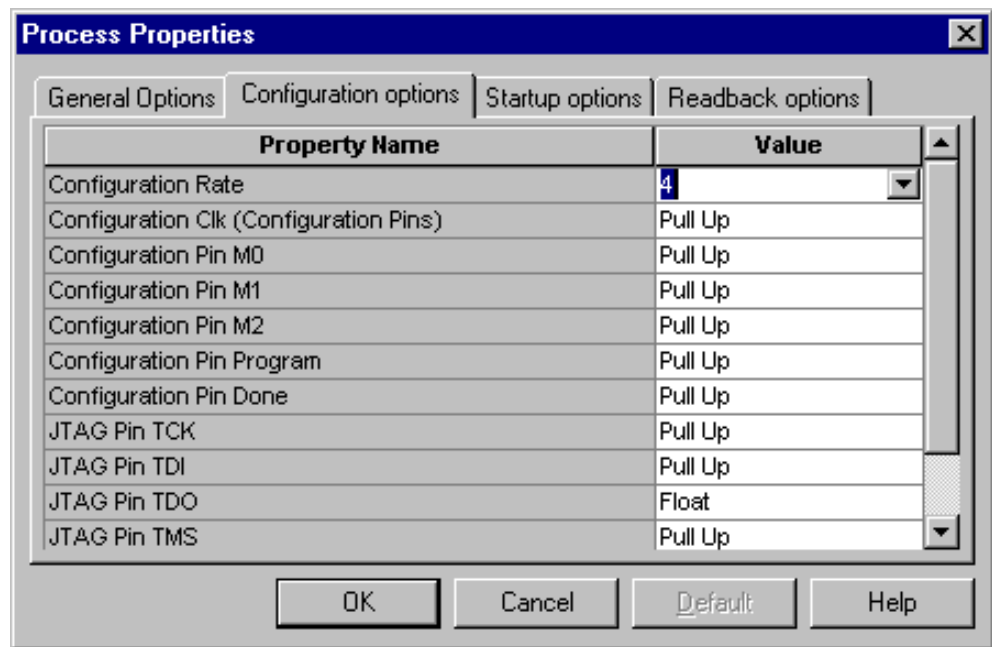 Process Properties
General Options Configuration options Startup options Readback options
Property Name Value
Configuration Rate 4
Configuration Clk (Configuration Pins) Pull Up
Configuration Pin M0 Pull Up
Configuration Pin M1 Pull Up
Configuration Pin M2 Pull Up
Configuration Pin Program Pull Up
Configuration Pin Done Pull Up
JTAG Pin TCK Pull Up
JTAG Pin TDI Pull Up
JTAG Pin TDO Float
JTAG Pin TMS Pull Up
OK Cancel Default Help